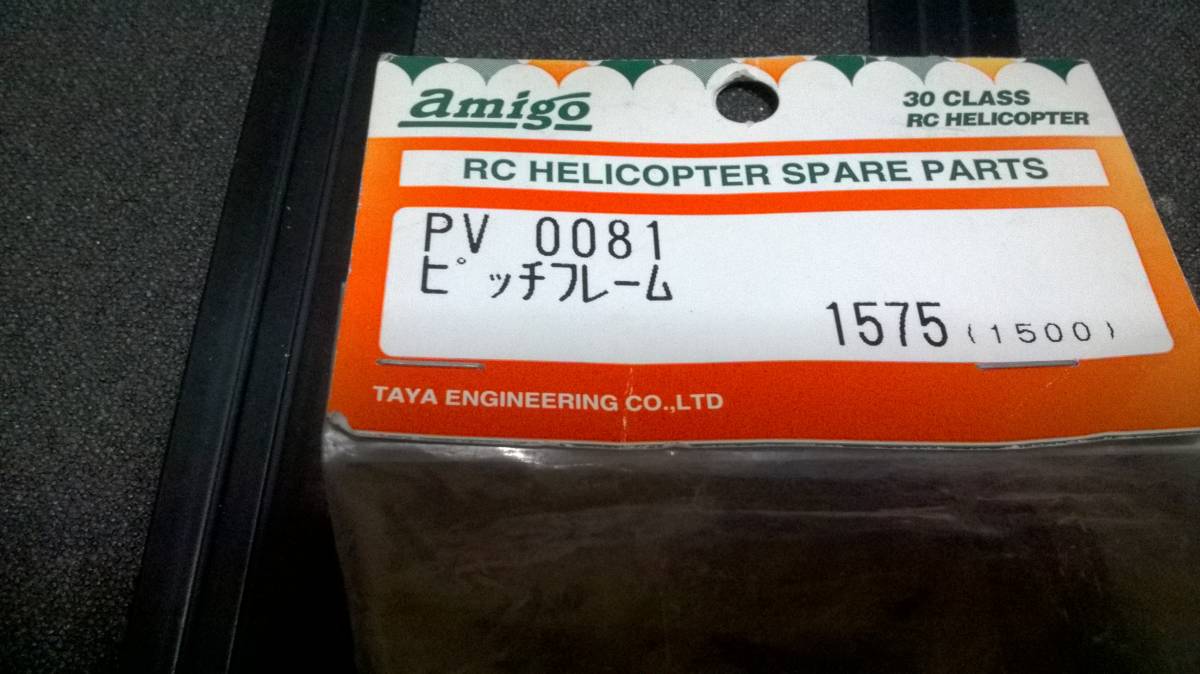 amigo
30 CLASS
RC HELICOPTER
RC HELICOPTER SPARE PARTS
PV 0081
ピッチフレーム
1575 (1500)
TAYA ENGINEERING CO.,LTD